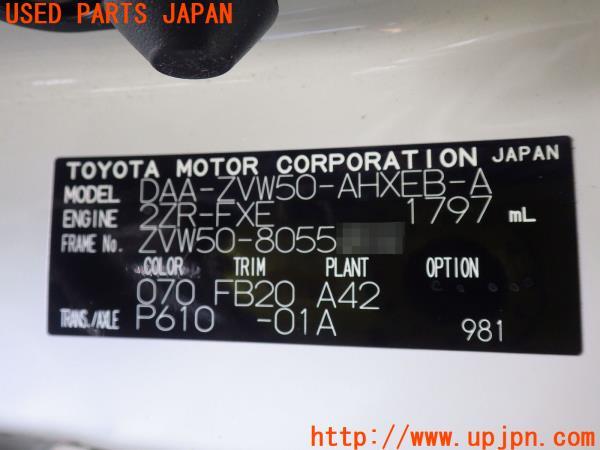 USED PARTS JAPAN
TOYOTA MOTOR CORPORATION JAPAN
MODEL DAA-ZVW50-AHXEB-A
ENGINE 2ZR-FXE 1797 mL
FRAME No. ZVW50-8055
COLOR TRIM PLANT OPTION
070 FB20 A42
TRANS./AXLE P610 -01A 981
http://www.upjpn.com/